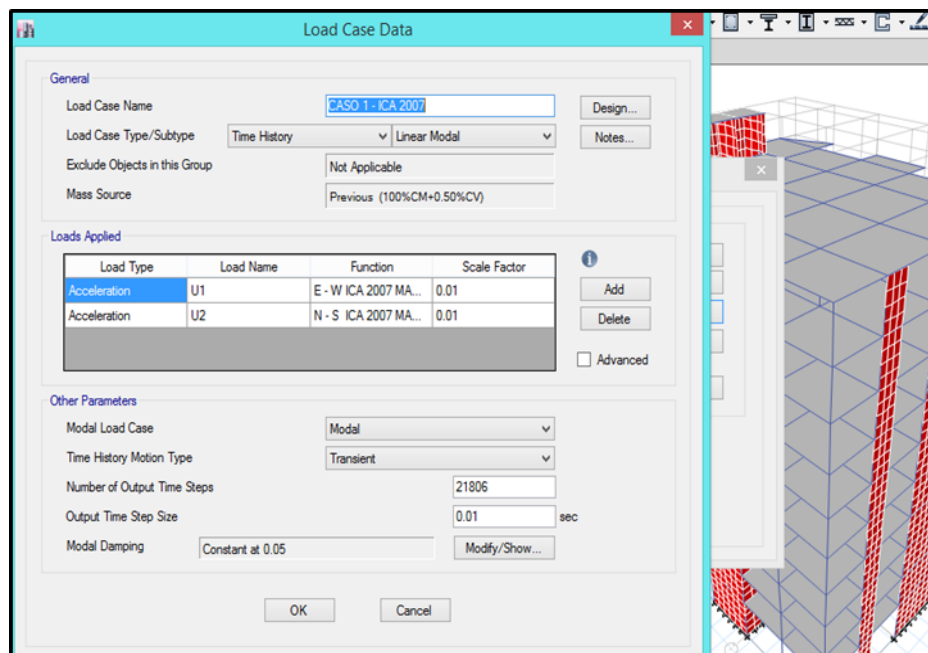 Load Case Data
General
Load Case Name CASO 1 - ICA 2007 Design...
Load Case Type/Subtype Time History Linear Modal Notes...
Exclude Objects in this Group Not Applicable
Mass Source Previous (100%CM+0.50%CV)
Loads Applied
Load Type Load Name Function Scale Factor
Acceleration U1 E - W ICA 2007 MA... 0.01 Add
Acceleration U2 N - S ICA 2007 MA... 0.01 Delete
Advanced
Other Parameters
Modal Load Case Modal
Time History Motion Type Transient
Number of Output Time Steps 21806
Output Time Step Size 0.01 sec
Modal Damping Constant at 0.05 Modify/Show...
OK Cancel